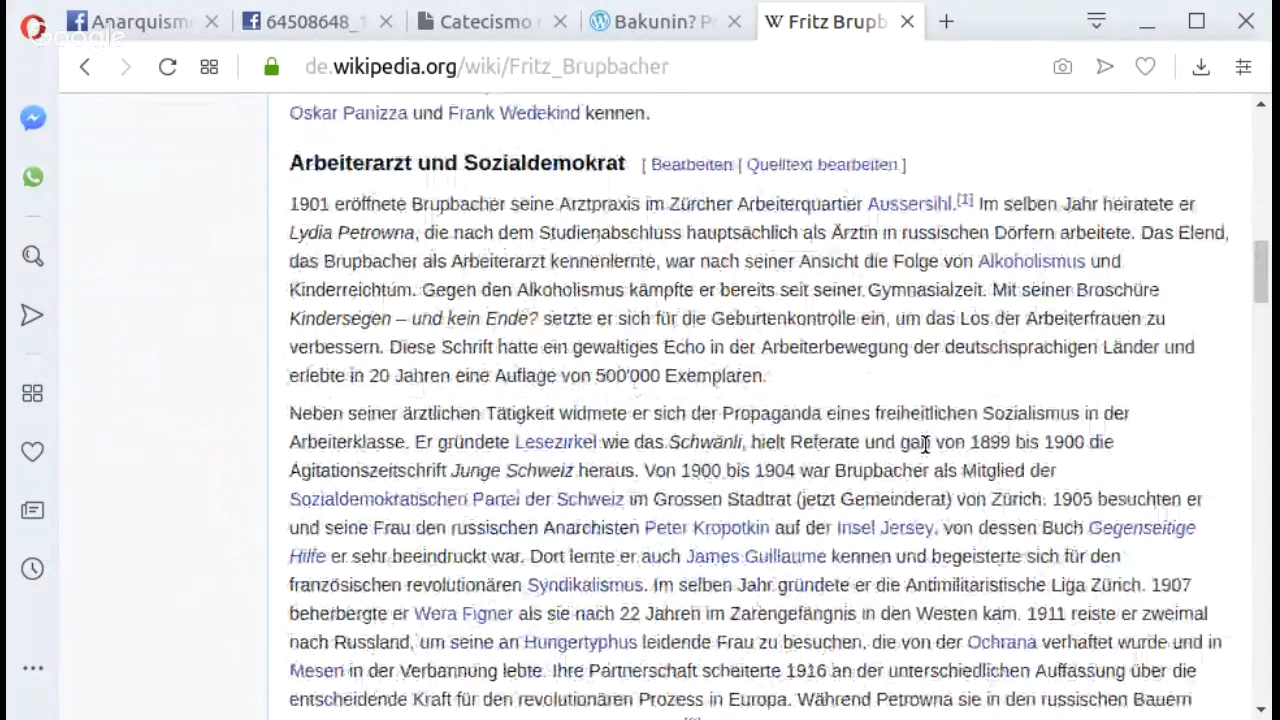 Anarquism
64508648_1
Catecismo
Bakunin? P
Fritz Brupb
Google
de.wikipedia.org/wiki/Fritz_Brupbacher
Oskar Panizza und Frank Wedekind kennen.
Arbeiterarzt und Sozialdemokrat [ Bearbeiten | Quelltext bearbeiten ]
1901 eröffnete Brupbacher seine Arztpraxis im Zürcher Arbeiterquartier Aussersihl.[1] Im selben Jahr heiratete er
Lydia Petrowna, die nach dem Studienabschluss hauptsächlich als Ärztin in russischen Dörfern arbeitete. Das Elend,
das Brupbacher als Arbeiterarzt kennenlernte, war nach seiner Ansicht die Folge von Alkoholismus und
Kinderreichtum. Gegen den Alkoholismus kämpfte er bereits seit seiner Gymnasialzeit. Mit seiner Broschüre
Kindersegen – und kein Ende? setzte er sich für die Geburtenkontrolle ein, um das Los der Arbeiterfrauen zu
verbessern. Diese Schrift hatte ein gewaltiges Echo in der Arbeiterbewegung der deutschsprachigen Länder und
erlebte in 20 Jahren eine Auflage von 500'000 Exemplaren.
Neben seiner ärztlichen Tätigkeit widmete er sich der Propaganda eines freiheitlichen Sozialismus in der
Arbeiterklasse. Er gründete Lesezirkel wie das Schwänli, hielt Referate und gab von 1899 bis 1900 die
Agitationszeitschrift Junge Schweiz heraus. Von 1900 bis 1904 war Brupbacher als Mitglied der
Sozialdemokratischen Partei der Schweiz im Grossen Stadtrat (jetzt Gemeinderat) von Zürich. 1905 besuchten er
und seine Frau den russischen Anarchisten Peter Kropotkin auf der Insel Jersey, von dessen Buch Gegenseitige
Hilfe er sehr beeindruckt war. Dort lernte er auch James Guillaume kennen und begeisterte sich für den
französischen revolutionären Syndikalismus. Im selben Jahr gründete er die Antimilitaristische Liga Zürich. 1907
beherbergte er Wera Figner als sie nach 22 Jahren im Zarengefängnis in den Westen kam. 1911 reiste er zweimal
nach Russland, um seine an Hungertyphus leidende Frau zu besuchen, die von der Ochrana verhaftet wurde und in
Mesen in der Verbannung lebte. Ihre Partnerschaft scheiterte 1916 an der unterschiedlichen Auffassung über die
entscheidende Kraft für den revolutionären Prozess in Europa. Während Petrowna sie in den russischen Bauern